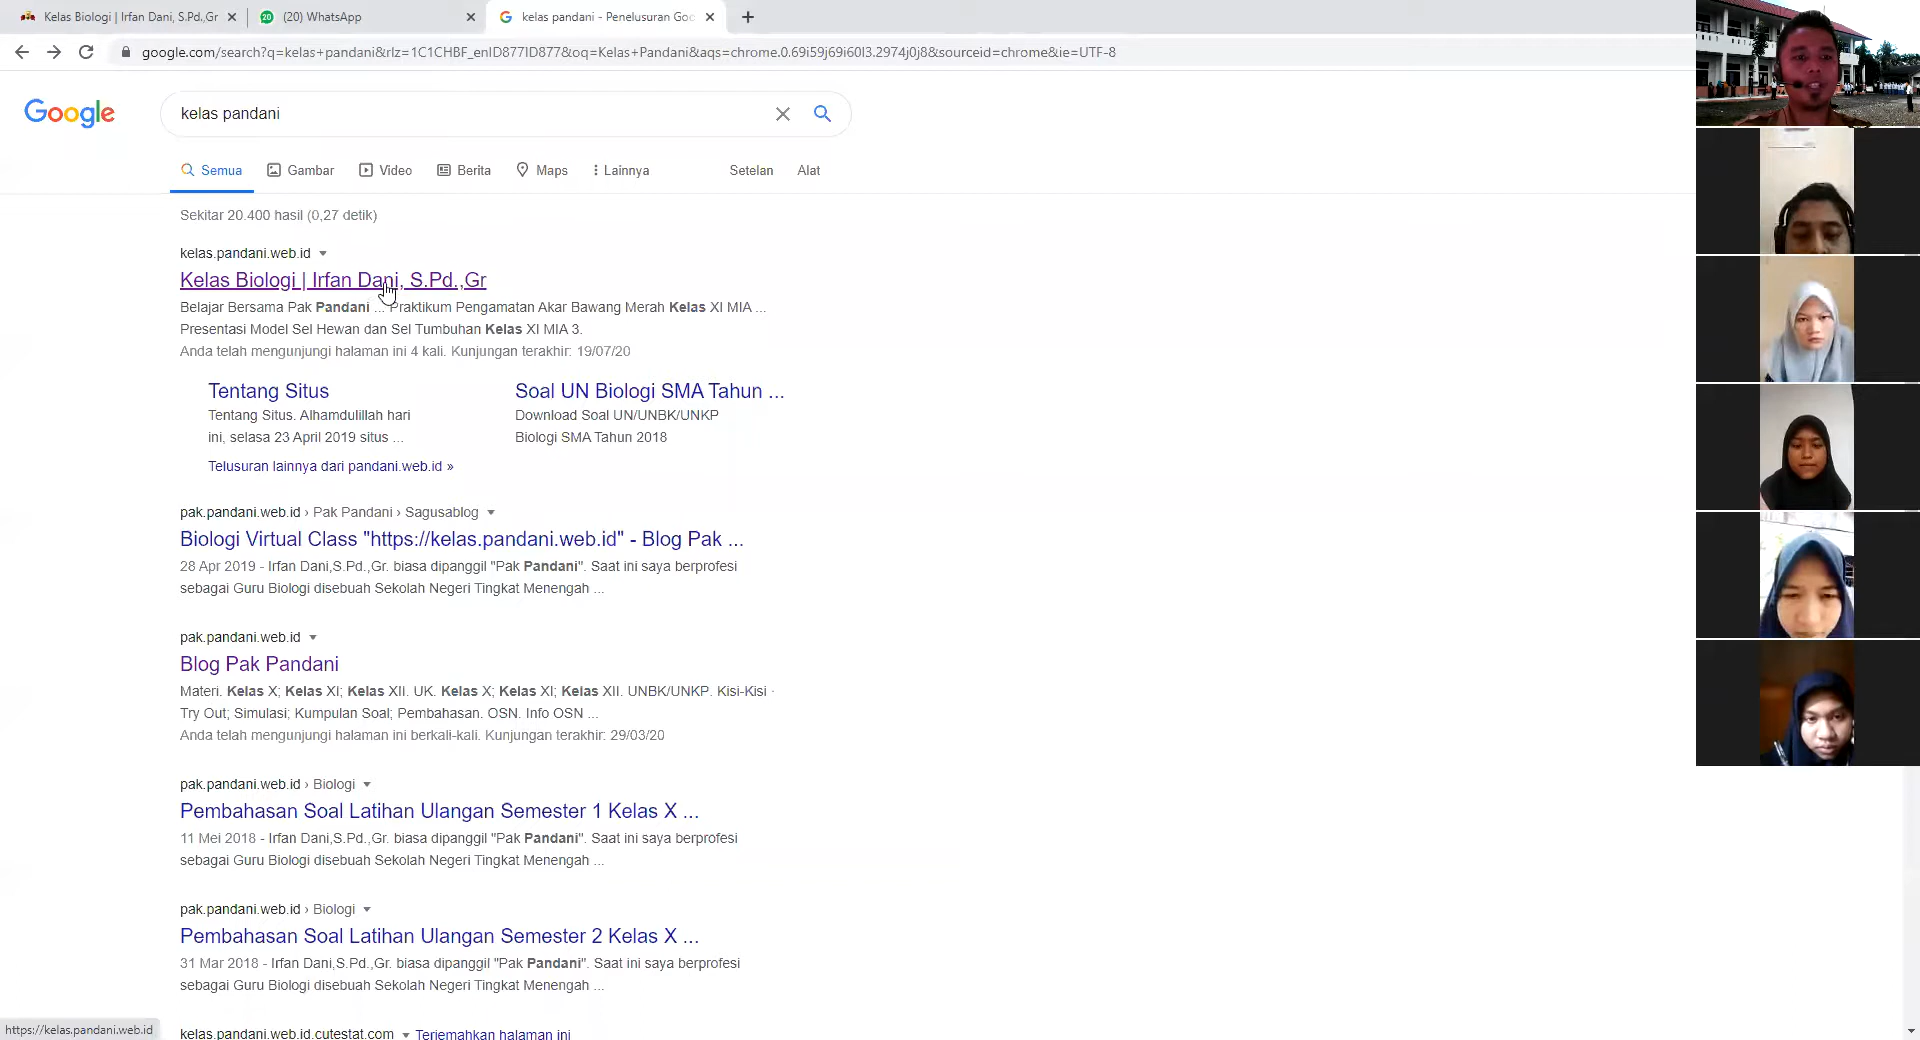 Kelas Biologi | Irfan Dani, S.Pd.,Gr
20
(20) WhatsApp
kelas pandani - Penelusuran Goo
google.com/search?q=kelas+pandani&rlz=1C1CHBF_enID877ID877&oq=Kelas+Pandani&aqs=chrome.0.69i59j69i60l3.2974j0j8&sourceid=chrome&ie=UTF-8
Google
kelas pandani
Semua Gambar Video Berita Maps Lainnya Setelan Alat
Sekitar 20.400 hasil (0,27 detik)
kelas.pandani.web.id
Kelas Biologi | Irfan Dani, S.Pd.,Gr
Belajar Bersama Pak Pandani ... Praktikum Pengamatan Akar Bawang Merah Kelas XI MIA ...
Presentasi Model Sel Hewan dan Sel Tumbuhan Kelas XI MIA 3.
Anda telah mengunjungi halaman ini 4 kali. Kunjungan terakhir: 19/07/20
Tentang Situs
Tentang Situs. Alhamdulillah hari
ini, selasa 23 April 2019 situs ...
Soal UN Biologi SMA Tahun ...
Download Soal UN/UNBK/UNKP
Biologi SMA Tahun 2018
Telusuran lainnya dari pandani.web.id »
pak.pandani.web.id › Pak Pandani › Sagusablog
Biologi Virtual Class "https://kelas.pandani.web.id" - Blog Pak ...
28 Apr 2019 - Irfan Dani,S.Pd.,Gr. biasa dipanggil "Pak Pandani". Saat ini saya berprofesi
sebagai Guru Biologi disebuah Sekolah Negeri Tingkat Menengah ...
pak.pandani.web.id
Blog Pak Pandani
Materi. Kelas X; Kelas XI; Kelas XII. UK. Kelas X; Kelas XI; Kelas XII. UNBK/UNKP. Kisi-Kisi ·
Try Out; Simulasi; Kumpulan Soal; Pembahasan. OSN. Info OSN ...
Anda telah mengunjungi halaman ini berkali-kali. Kunjungan terakhir: 29/03/20
pak.pandani.web.id › Biologi
Pembahasan Soal Latihan Ulangan Semester 1 Kelas X ...
11 Mei 2018 - Irfan Dani,S.Pd.,Gr. biasa dipanggil "Pak Pandani". Saat ini saya berprofesi
sebagai Guru Biologi disebuah Sekolah Negeri Tingkat Menengah ...
pak.pandani.web.id › Biologi
Pembahasan Soal Latihan Ulangan Semester 2 Kelas X ...
31 Mar 2018 - Irfan Dani,S.Pd.,Gr. biasa dipanggil "Pak Pandani". Saat ini saya berprofesi
sebagai Guru Biologi disebuah Sekolah Negeri Tingkat Menengah ...
kelas.pandani.web.id.cutestat.com Terjemahkan halaman ini
https://kelas.pandani.web.id